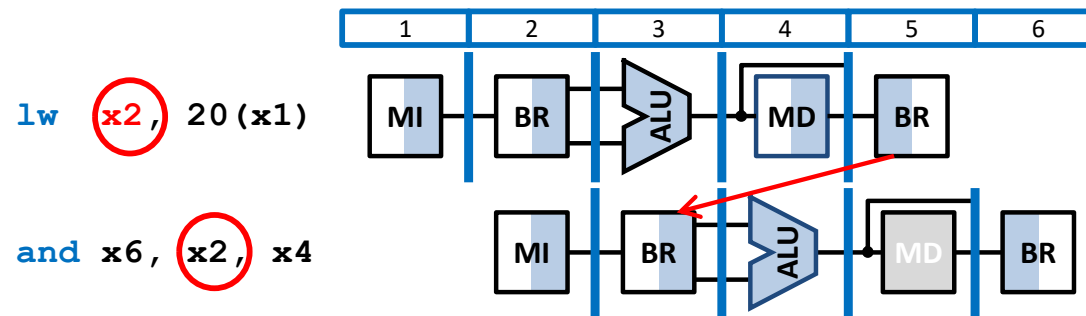 1 2 3 4 5 6
lw x2, 20(x1) MI BR ALU MD BR
and x6, x2, x4 MI BR ALU MD BR